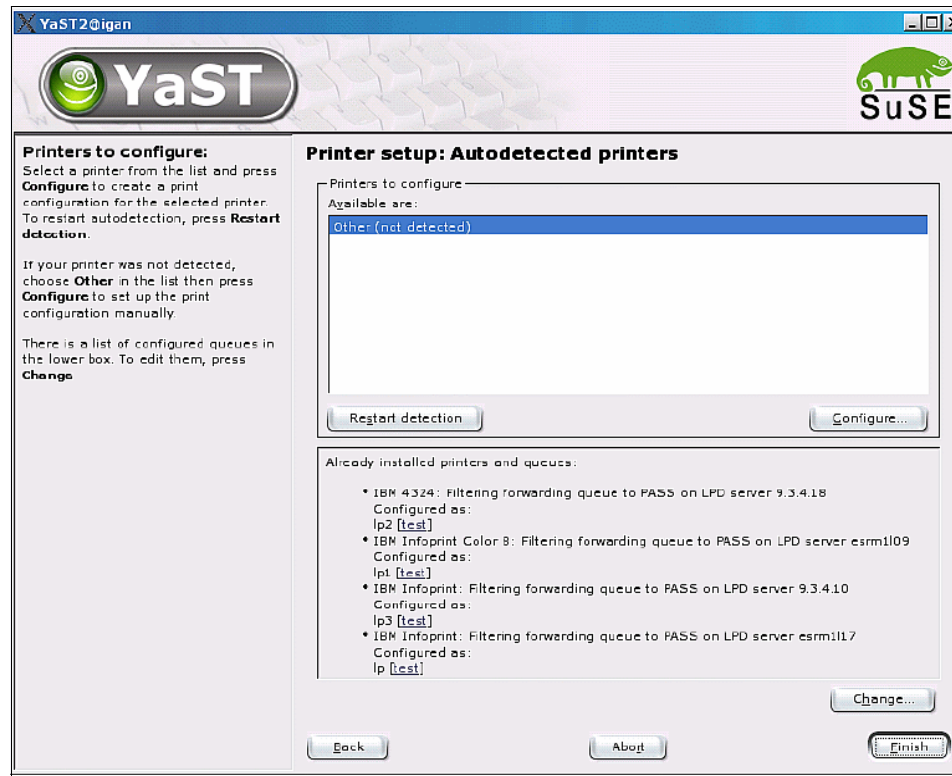 YaST2@igan
YaST
SuSE
Printers to configure:
Select a printer from the list and press
Configure to create a print
configuration for the selected printer.
To restart autodetection, press Restart
detection.
If your printer was not detected,
choose Other in the list then press
Configure to set up the print
configuration manually.
There is a list of configured queues in
the lower box. To edit them, press
Change
Printer setup: Autodetected printers
Printers to configure
Available are:
Other (not detected)
Restart detection
Configure...
Already installed printers and queues:
• IBM 4324: Filtering forwarding queue to PASS on LPD server 9.3.4.18
Configured as:
lp2 [test]
• IBM Infoprint Color 8: Filtering forwarding queue to PASS on LPD server esrm1l09
Configured as:
lp1 [test]
• IBM Infoprint: Filtering forwarding queue to PASS on LPD server 9.3.4.10
Configured as:
lp3 [test]
• IBM Infoprint: Filtering forwarding queue to PASS on LPD server esrm1l17
Configured as:
lp [test]
Change...
Back
Abort
Finish